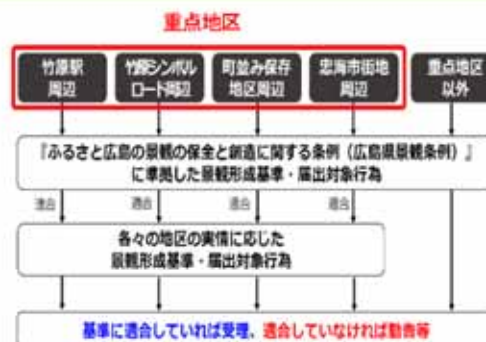 重点地区
竹原駅
周辺
竹原シンボル
ロード周辺
町並み保存
地区周辺
忠海市街地
周辺
重点地区
以外
『ふるさと広島の景観の保全と創造に関する条例（広島県景観条例）』
に準拠した景観形成基準・届出対象行為
適合
適合
適合
適合
各々の地区の実情に応じた
景観形成基準・届出対象行為
基準に適合していれば受理、適合していなければ勧告等